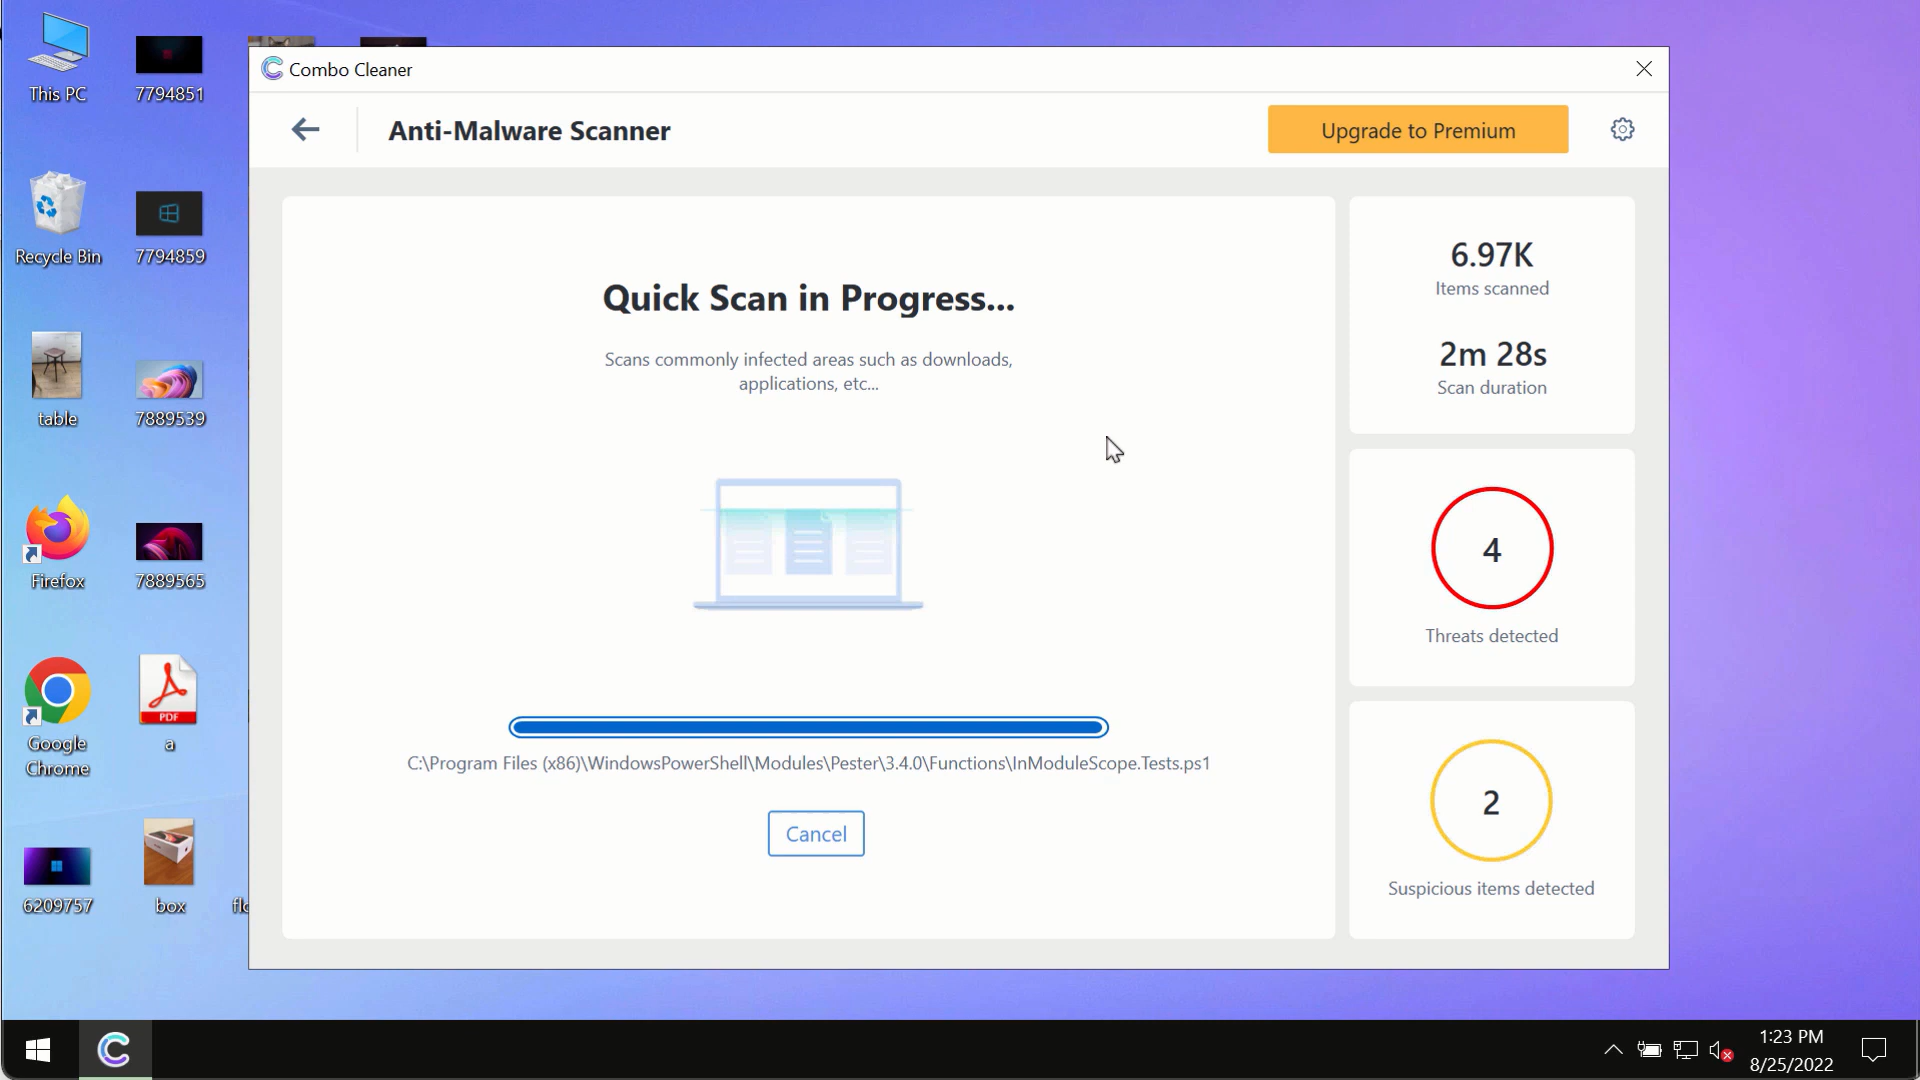 This PC
7794851
Recycle Bin
7794859
table
7889539
Firefox
7889565
Google
Chrome
PDF
a
6209757
box
Combo Cleaner
Anti-Malware Scanner
Upgrade to Premium
Quick Scan in Progress...
Scans commonly infected areas such as downloads,
applications, etc...
C:\Program Files (x86)\WindowsPowerShell\Modules\Pester\3.4.0\Functions\InModuleScope.Tests.ps1
Cancel
6.97K
Items scanned
2m 28s
Scan duration
4
Threats detected
2
Suspicious items detected
1:23 PM
8/25/2022